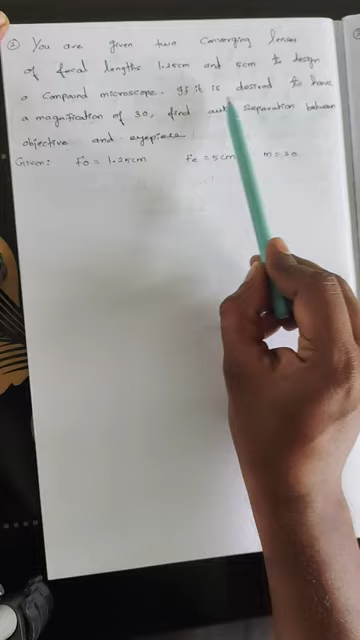 ② You are given two converging lenses
of focal lengths 1.25cm and 5cm to design
a compound microscope. If it is desired to have
a magnification of 30, find out separation between
objective and eyepiece
Given: Fo = 1.25cm Fe = 5cm m = 30